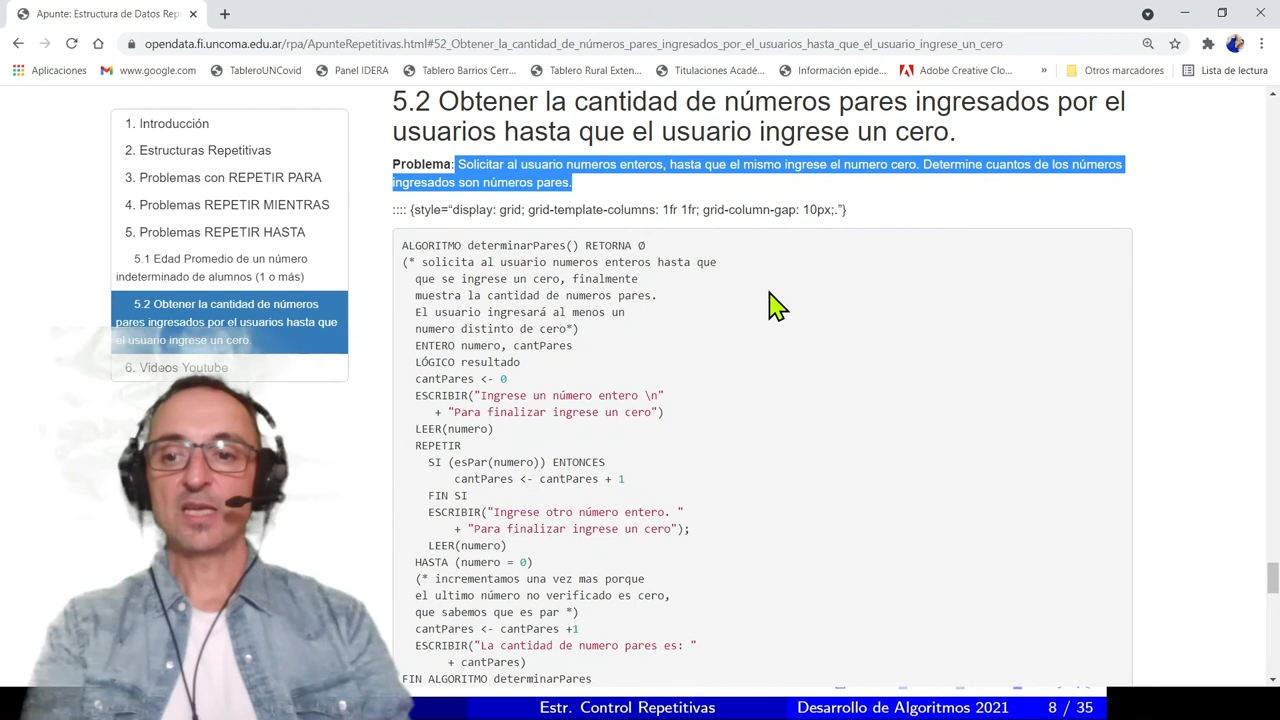 Apunte: Estructura de Datos Rep
opendata.fi.uncoma.edu.ar/rpa/ApunteRepetitivas.html#52_Obtener_la_cantidad_de_números_pares_ingresados_por_el_usuarios_hasta_que_el_usuario_ingrese_un_cero
Aplicaciones
www.google.com
TableroUNCovid
Panel IDERA
Tablero Barrios Cerr...
Tablero Rural Exten...
Titulaciones Acadé...
Información epide...
Adobe Creative Clo...
»
Otros marcadores
Lista de lectura
1. Introducción
2. Estructuras Repetitivas
3. Problemas con REPETIR PARA
4. Problemas REPETIR MIENTRAS
5. Problemas REPETIR HASTA
5.1 Edad Promedio de un número
indeterminado de alumnos (1 o más)
5.2 Obtener la cantidad de números
pares ingresados por el usuarios hasta que
el usuario ingrese un cero.
6. Videos Youtube
5.2 Obtener la cantidad de números pares ingresados por el
usuarios hasta que el usuario ingrese un cero.
Problema: Solicitar al usuario numeros enteros, hasta que el mismo ingrese el numero cero. Determine cuantos de los números
ingresados son números pares.
:::: {style=“display: grid; grid-template-columns: 1fr 1fr; grid-column-gap: 10px;.”}
ALGORITMO determinarPares() RETORNA Ø
(* solicita al usuario numeros enteros hasta que
que se ingrese un cero, finalmente
muestra la cantidad de numeros pares.
El usuario ingresará al menos un
numero distinto de cero*)
ENTERO numero, cantPares
LÓGICO resultado
cantPares <- 0
ESCRIBIR("Ingrese un número entero \n"
+ "Para finalizar ingrese un cero")
LEER(numero)
REPETIR
SI (esPar(numero)) ENTONCES
cantPares <- cantPares + 1
FIN SI
ESCRIBIR("Ingrese otro número entero. "
+ "Para finalizar ingrese un cero");
LEER(numero)
HASTA (numero = 0)
(* incrementamos una vez mas porque
el ultimo número no verificado es cero,
que sabemos que es par *)
cantPares <- cantPares +1
ESCRIBIR("La cantidad de numero pares es: "
+ cantPares)
FIN ALGORITMO determinarPares
Estr. Control Repetitivas
Desarrollo de Algoritmos 2021
8 / 35